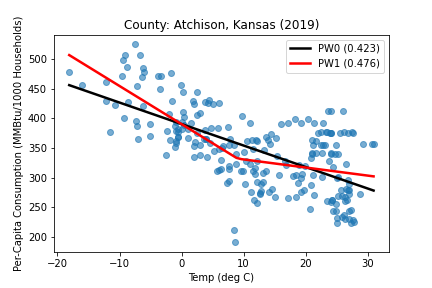 County: Atchison, Kansas (2019)
PW0 (0.423)
PW1 (0.476)
Per-Capita Consumption (MMBtu/1000 Households)
500
450
400
350
300
250
200
−20
−10
0
10
20
30
Temp (deg C)